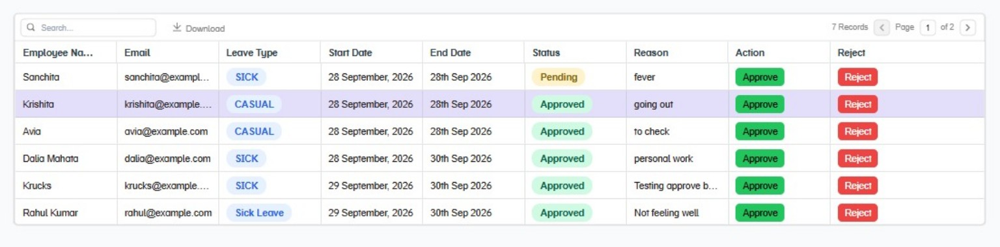 Search... Download 7 Records Page 1 of 2
Employee Na... Email Leave Type Start Date End Date Status Reason Action Reject
Sanchita sanchita@exampl... SICK 28 September, 2026 28th Sep 2026 Pending fever Approve Reject
Krishita krishita@example.... CASUAL 28 September, 2026 28th Sep 2026 Approved going out Approve Reject
Avia avia@example.com CASUAL 28 September, 2026 28th Sep 2026 Approved to check Approve Reject
Dalia Mahata dalia@example.com SICK 28 September, 2026 30th Sep 2026 Approved personal work Approve Reject
Krucks krucks@example.... SICK 29 September, 2026 30th Sep 2026 Approved Testing approve b... Approve Reject
Rahul Kumar rahul@example.com Sick Leave 29 September, 2026 30th Sep 2026 Approved Not feeling well Approve Reject